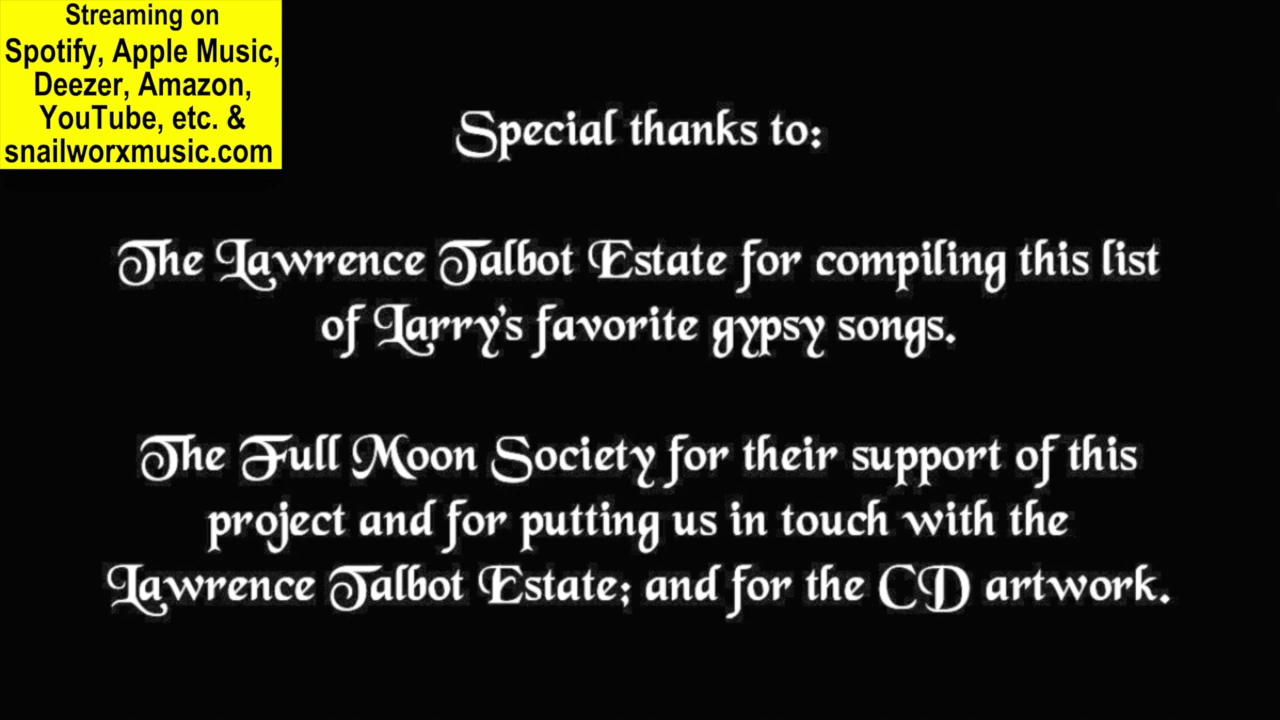 Streaming on
Spotify, Apple Music,
Deezer, Amazon,
YouTube, etc. &
snailworxmusic.com
Special thanks to:
The Lawrence Talbot Estate for compiling this list
of Larry's favorite gypsy songs.
The Full Moon Society for their support of this
project and for putting us in touch with the
Lawrence Talbot Estate; and for the CD artwork.